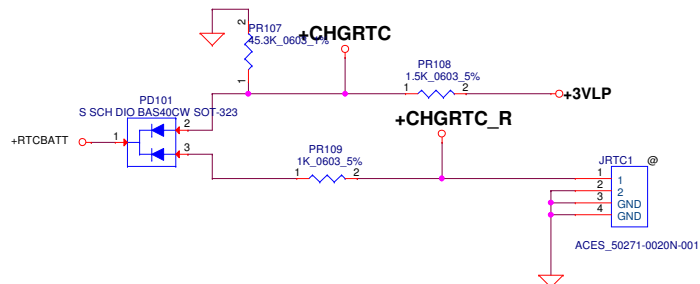 2
PR107
45.3K_0603_1%
1
+CHGRTC
PR108
1.5K_0603_5%
1
2
+3VLP
PD101
S SCH DIO BAS40CW SOT-323
+RTCBATT
1
2
3
+CHGRTC_R
PR109
1K_0603_5%
1
2
JRTC1
@
1
2
3
4
1
2
GND
GND
ACES_50271-0020N-001